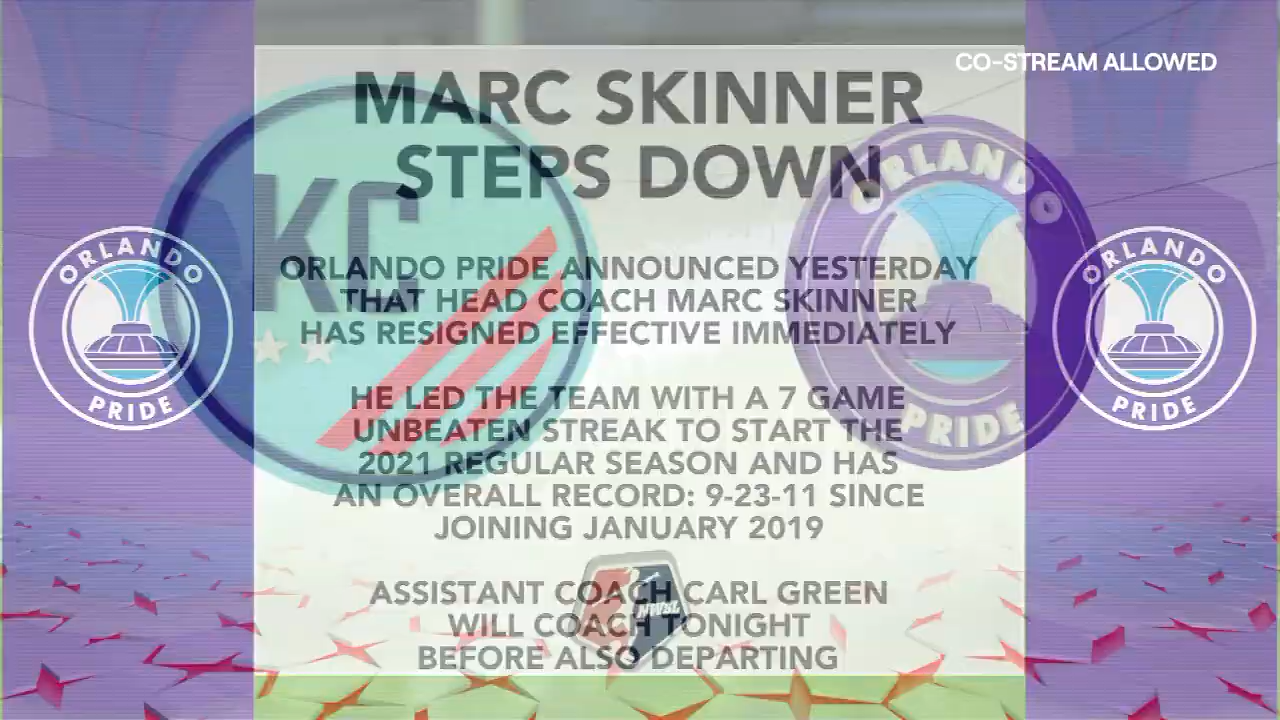 CO-STREAM ALLOWED
MARC SKINNER
STEPS DOWN
ORLANDO PRIDE ANNOUNCED YESTERDAY
THAT HEAD COACH MARC SKINNER
HAS RESIGNED EFFECTIVE IMMEDIATELY
HE LED THE TEAM WITH A 7 GAME
UNBEATEN STREAK TO START THE
2021 REGULAR SEASON AND HAS
AN OVERALL RECORD: 9-23-11 SINCE
JOINING JANUARY 2019
ASSISTANT COACH CARL GREEN
WILL COACH TONIGHT
BEFORE ALSO DEPARTING
KC
ORLANDO
PRIDE
ORLANDO
PRIDE
ORLANDO
PRIDE
NWSL